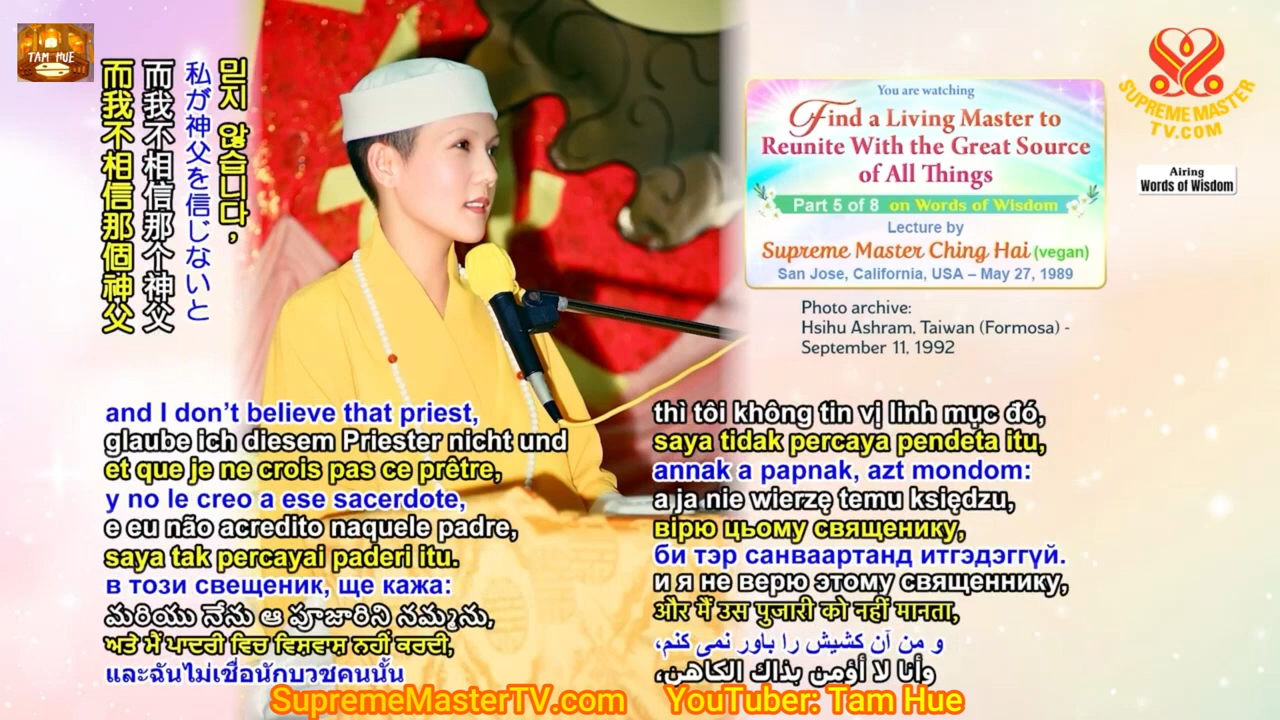 TAM HUE
믿지 않습니다,
私が神父を信じないと
而我不相信那个神父
而我不相信那個神父
You are watching
Find a Living Master to
Reunite With the Great Source
of All Things
Part 5 of 8 on Words of Wisdom
Lecture by
Supreme Master Ching Hai (vegan)
San Jose, California, USA – May 27, 1989
Photo archive:
Hsihu Ashram, Taiwan (Formosa) -
September 11, 1992
SUPREME MASTER
TV.COM
Airing
Words of Wisdom
and I don’t believe that priest,
glaube ich diesem Priester nicht und
et que je ne crois pas ce prêtre,
y no le creo a ese sacerdote,
e eu não acredito naquele padre,
saya tak percayai paderi itu.
в този свещеник, ще кажа:
మరియు నేను ఆ పూజారిని నమ్మను,
ਅਤੇ ਮੈਂ ਪਾਦਰੀ ਵਿਚ ਵਿਸ਼ਵਾਸ਼ ਨਹੀਂ ਕਰਦੀ,
และฉันไม่เชื่อนักบวชคนนั้น
thì tôi không tin vị linh mục đó,
saya tidak percaya pendeta itu,
annak a papnak, azt mondom:
a ja nie wierzę temu księdzu,
вірю цьому священику,
би тэр санваартанд итгэдэггүй.
и я не верю этому священнику,
और मैं उस पुजारी को नहीं मानता,
و من آن کشیش را باور نمی کنم،
وأنا لا أؤمن بذاك الكاهن،
SupremeMasterTV.com YouTuber: Tam Hue